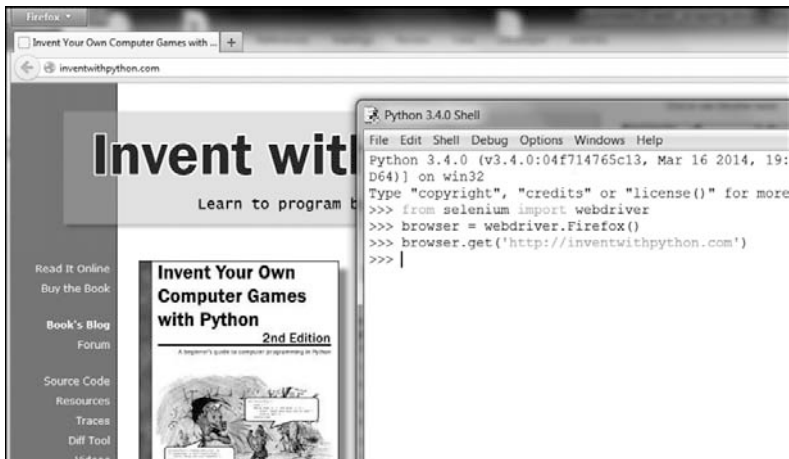 Firefox
Invent Your Own Computer Games with ...
+
inventwithpython.com
Invent with
Learn to program b
Read It Online
Buy the Book
Book's Blog
Forum
Source Code
Resources
Traces
Diff Tool
Videos
Invent Your Own
Computer Games
with Python
2nd Edition
A beginner's guide to computer programming in Python
Python 3.4.0 Shell
File Edit Shell Debug Options Windows Help
Python 3.4.0 (v3.4.0:04f714765c13, Mar 16 2014, 19:
D64)] on win32
Type "copyright", "credits" or "license()" for more
>>> from selenium import webdriver
>>> browser = webdriver.Firefox()
>>> browser.get('http://inventwithpython.com')
>>>